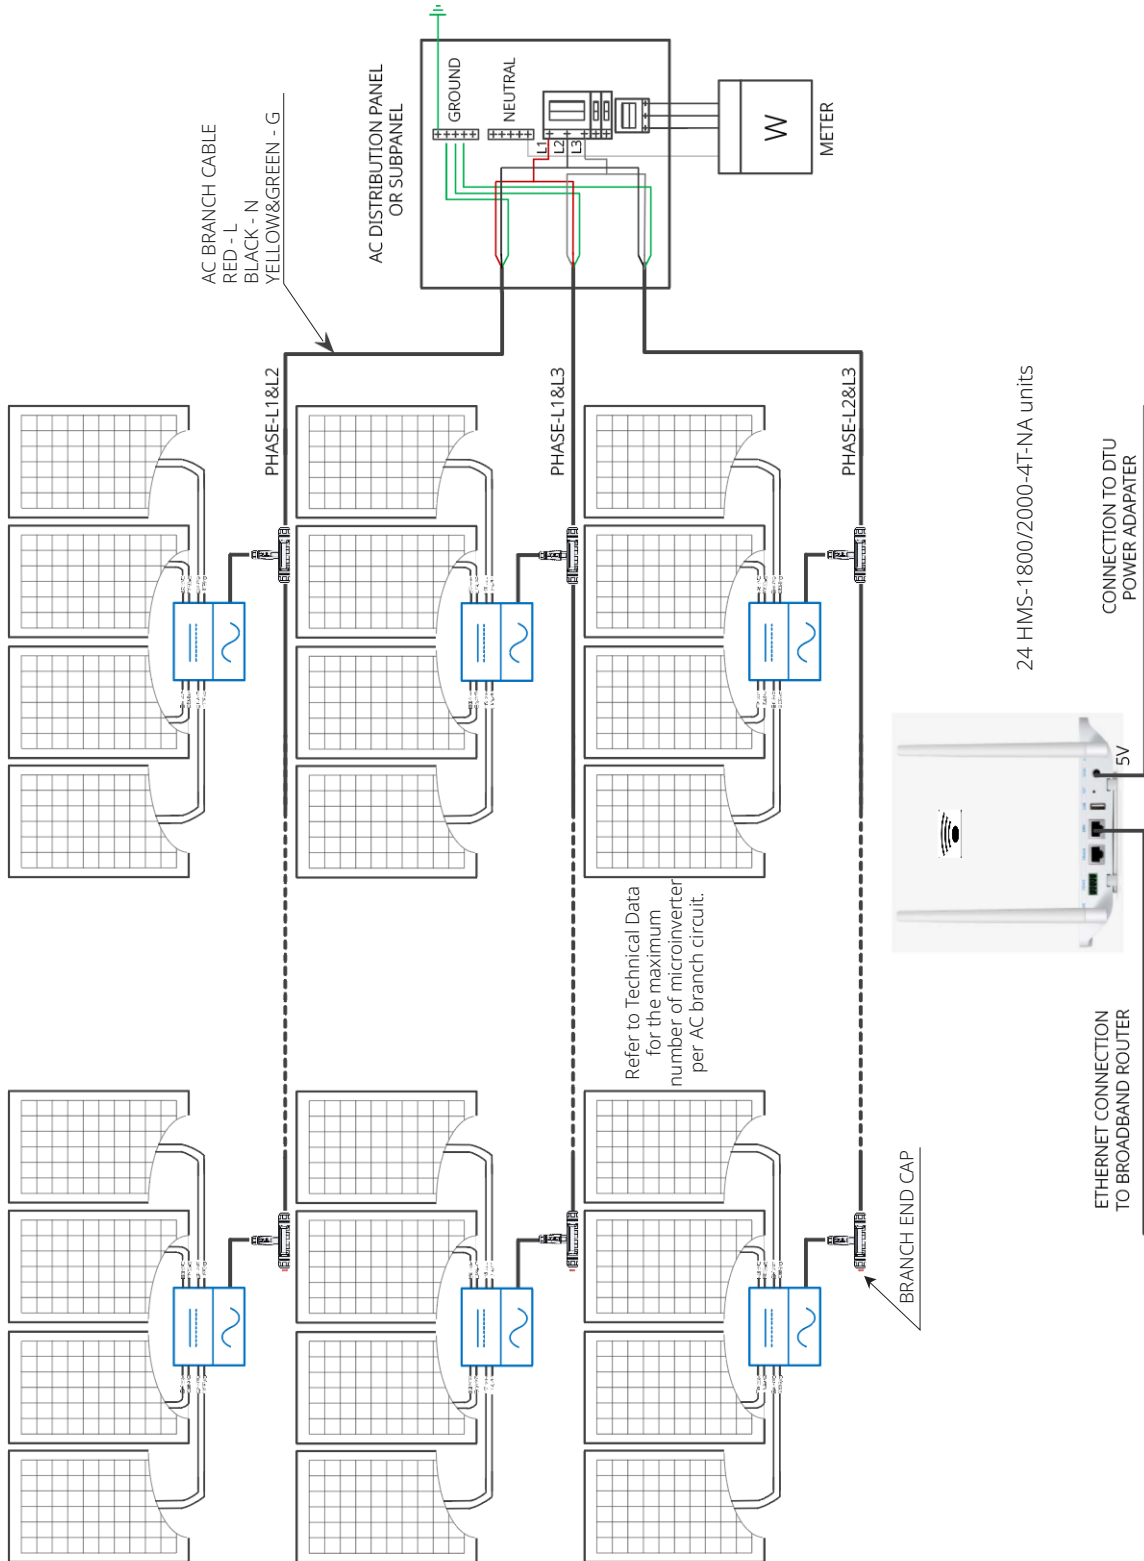 AC BRANCH CABLE
RED - L
BLACK - N
YELLOW&GREEN - G
AC DISTRIBUTION PANEL
OR SUBPANEL
GROUND
NEUTRAL
L1
L2
L3
W
METER
PHASE-L1&L2
PHASE-L1&L3
PHASE-L2&L3
Refer to Technical Data
for the maximum
number of microinverter
per AC branch circuit.
24 HMS-1800/2000-4T-NA units
CONNECTION TO DTU
POWER ADAPATER
5V
BRANCH END CAP
ETHERNET CONNECTION
TO BROADBAND ROUTER